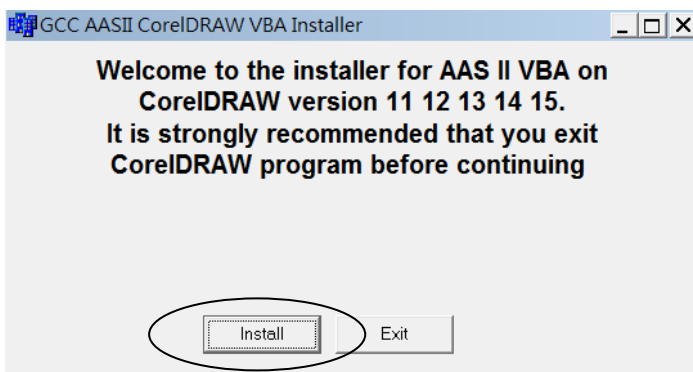 GCC AASII CorelDRAW VBA Installer
Welcome to the installer for AAS II VBA on
CorelDRAW version 11 12 13 14 15.
It is strongly recommended that you exit
CorelDRAW program before continuing
Install Exit